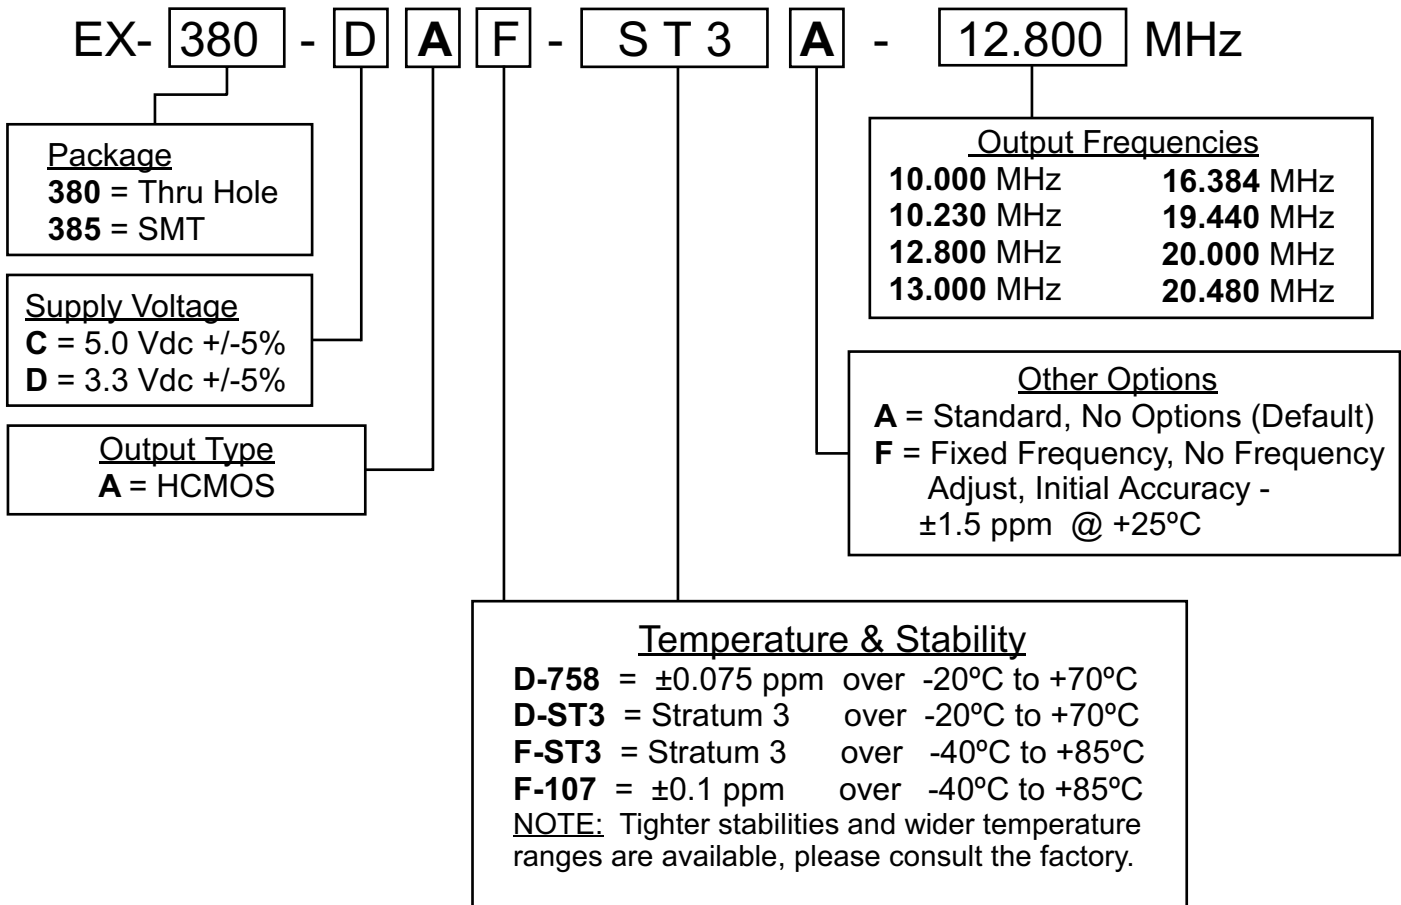 EX- 380 - D A F - S T 3 A - 12.800 MHz
Package
380 = Thru Hole
385 = SMT
Supply Voltage
C = 5.0 Vdc +/-5%
D = 3.3 Vdc +/-5%
Output Type
A = HCMOS
Output Frequencies
10.000 MHz 16.384 MHz
10.230 MHz 19.440 MHz
12.800 MHz 20.000 MHz
13.000 MHz 20.480 MHz
Other Options
A = Standard, No Options (Default)
F = Fixed Frequency, No Frequency
Adjust, Initial Accuracy -
±1.5 ppm @ +25ºC
Temperature & Stability
D-758 = ±0.075 ppm over -20ºC to +70ºC
D-ST3 = Stratum 3 over -20ºC to +70ºC
F-ST3 = Stratum 3 over -40ºC to +85ºC
F-107 = ±0.1 ppm over -40ºC to +85ºC
NOTE: Tighter stabilities and wider temperature
ranges are available, please consult the factory.